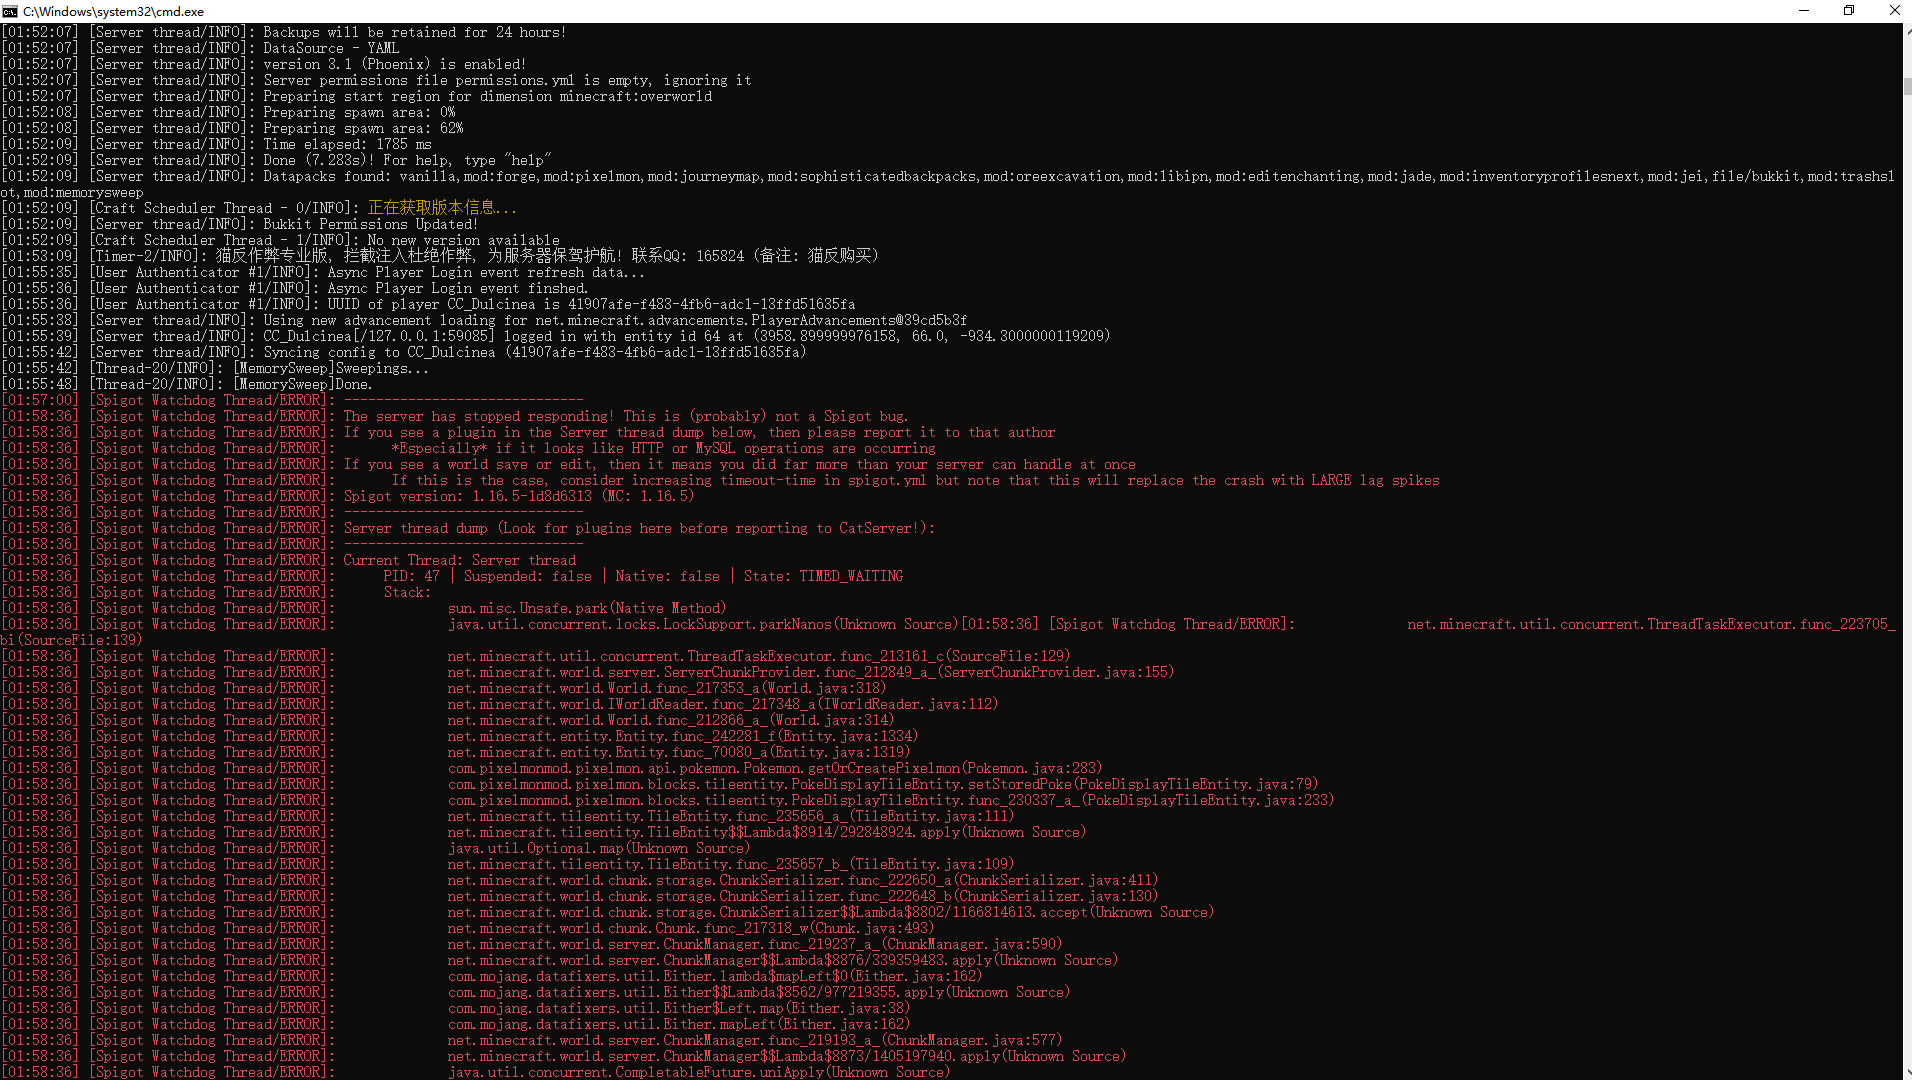 C:\Windows\system32\cmd.exe
[01:52:07] [Server thread/INFO]: Backups will be retained for 24 hours!
[01:52:07] [Server thread/INFO]: DataSource - YAML
[01:52:07] [Server thread/INFO]: version 3.1 (Phoenix) is enabled!
[01:52:07] [Server thread/INFO]: Server permissions file permissions.yml is empty, ignoring it
[01:52:07] [Server thread/INFO]: Preparing start region for dimension minecraft:overworld
[01:52:08] [Server thread/INFO]: Preparing spawn area: 0%
[01:52:08] [Server thread/INFO]: Preparing spawn area: 62%
[01:52:09] [Server thread/INFO]: Time elapsed: 1785 ms
[01:52:09] [Server thread/INFO]: Done (7.283s)! For help, type "help"
[01:52:09] [Server thread/INFO]: Datapacks found: vanilla,mod:forge,mod:pixelmon,mod:journeymap,mod:sophisticatedbackpacks,mod:oreexcavation,mod:libipn,mod:editenchanting,mod:jade,mod:inventoryprofilesnext,mod:jei,file/bukkit,mod:trashsl
ot,mod:memorysweep
[01:52:09] [Craft Scheduler Thread - 0/INFO]: 正在获取版本信息...
[01:52:09] [Server thread/INFO]: Bukkit Permissions Updated!
[01:52:09] [Craft Scheduler Thread - 1/INFO]: No new version available
[01:53:09] [Timer-2/INFO]: 猫反作弊专业版, 拦截注入杜绝作弊, 为服务器保驾护航! 联系QQ: 165824 (备注: 猫反购买)
[01:55:35] [User Authenticator #1/INFO]: Async Player Login event refresh data...
[01:55:36] [User Authenticator #1/INFO]: Async Player Login event finshed.
[01:55:36] [User Authenticator #1/INFO]: UUID of player CC_Dulcinea is 41907afe-f483-4fb6-adc1-13ffd51635fa
[01:55:38] [Server thread/INFO]: Using new advancement loading for net.minecraft.advancements.PlayerAdvancements@39cd5b3f
[01:55:39] [Server thread/INFO]: CC_Dulcinea[/127.0.0.1:59085] logged in with entity id 64 at (3958.899999976158, 66.0, -934.3000000119209)
[01:55:42] [Server thread/INFO]: Syncing config to CC_Dulcinea (41907afe-f483-4fb6-adc1-13ffd51635fa)
[01:55:42] [Thread-20/INFO]: [MemorySweep]Sweepings...
[01:55:48] [Thread-20/INFO]: [MemorySweep]Done.
[01:57:00] [Spigot Watchdog Thread/ERROR]: ------------------------------
[01:58:36] [Spigot Watchdog Thread/ERROR]: The server has stopped responding! This is (probably) not a Spigot bug.
[01:58:36] [Spigot Watchdog Thread/ERROR]: If you see a plugin in the Server thread dump below, then please report it to that author
[01:58:36] [Spigot Watchdog Thread/ERROR]: *Especially* if it looks like HTTP or MySQL operations are occurring
[01:58:36] [Spigot Watchdog Thread/ERROR]: If you see a world save or edit, then it means you did far more than your server can handle at once
[01:58:36] [Spigot Watchdog Thread/ERROR]: If this is the case, consider increasing timeout-time in spigot.yml but note that this will replace the crash with LARGE lag spikes
[01:58:36] [Spigot Watchdog Thread/ERROR]: Spigot version: 1.16.5-1d8d6313 (MC: 1.16.5)
[01:58:36] [Spigot Watchdog Thread/ERROR]: ------------------------------
[01:58:36] [Spigot Watchdog Thread/ERROR]: Server thread dump (Look for plugins here before reporting to CatServer!):
[01:58:36] [Spigot Watchdog Thread/ERROR]: ------------------------------
[01:58:36] [Spigot Watchdog Thread/ERROR]: Current Thread: Server thread
[01:58:36] [Spigot Watchdog Thread/ERROR]: PID: 47 | Suspended: false | Native: false | State: TIMED_WAITING
[01:58:36] [Spigot Watchdog Thread/ERROR]: Stack:
[01:58:36] [Spigot Watchdog Thread/ERROR]: sun.misc.Unsafe.park(Native Method)
[01:58:36] [Spigot Watchdog Thread/ERROR]: java.util.concurrent.locks.LockSupport.parkNanos(Unknown Source)[01:58:36] [Spigot Watchdog Thread/ERROR]: net.minecraft.util.concurrent.ThreadTaskExecutor.func_223705_
bi(SourceFile:139)
[01:58:36] [Spigot Watchdog Thread/ERROR]: net.minecraft.util.concurrent.ThreadTaskExecutor.func_213161_c(SourceFile:129)
[01:58:36] [Spigot Watchdog Thread/ERROR]: net.minecraft.world.server.ServerChunkProvider.func_212849_a_(ServerChunkProvider.java:155)
[01:58:36] [Spigot Watchdog Thread/ERROR]: net.minecraft.world.World.func_217353_a(World.java:318)
[01:58:36] [Spigot Watchdog Thread/ERROR]: net.minecraft.world.IWorldReader.func_217348_a(IWorldReader.java:112)
[01:58:36] [Spigot Watchdog Thread/ERROR]: net.minecraft.world.World.func_212866_a_(World.java:314)
[01:58:36] [Spigot Watchdog Thread/ERROR]: net.minecraft.entity.Entity.func_242281_f(Entity.java:1334)
[01:58:36] [Spigot Watchdog Thread/ERROR]: net.minecraft.entity.Entity.func_70080_a(Entity.java:1319)
[01:58:36] [Spigot Watchdog Thread/ERROR]: com.pixelmonmod.pixelmon.api.pokemon.Pokemon.getOrCreatePixelmon(Pokemon.java:283)
[01:58:36] [Spigot Watchdog Thread/ERROR]: com.pixelmonmod.pixelmon.blocks.tileentity.PokeDisplayTileEntity.setStoredPoke(PokeDisplayTileEntity.java:79)
[01:58:36] [Spigot Watchdog Thread/ERROR]: com.pixelmonmod.pixelmon.blocks.tileentity.PokeDisplayTileEntity.func_230337_a_(PokeDisplayTileEntity.java:233)
[01:58:36] [Spigot Watchdog Thread/ERROR]: net.minecraft.tileentity.TileEntity.func_235656_a_(TileEntity.java:111)
[01:58:36] [Spigot Watchdog Thread/ERROR]: net.minecraft.tileentity.TileEntity$$Lambda$8914/292848924.apply(Unknown Source)
[01:58:36] [Spigot Watchdog Thread/ERROR]: java.util.Optional.map(Unknown Source)
[01:58:36] [Spigot Watchdog Thread/ERROR]: net.minecraft.tileentity.TileEntity.func_235657_b_(TileEntity.java:109)
[01:58:36] [Spigot Watchdog Thread/ERROR]: net.minecraft.world.chunk.storage.ChunkSerializer.func_222650_a(ChunkSerializer.java:411)
[01:58:36] [Spigot Watchdog Thread/ERROR]: net.minecraft.world.chunk.storage.ChunkSerializer.func_222648_b(ChunkSerializer.java:130)
[01:58:36] [Spigot Watchdog Thread/ERROR]: net.minecraft.world.chunk.storage.ChunkSerializer$$Lambda$8802/1166814613.accept(Unknown Source)
[01:58:36] [Spigot Watchdog Thread/ERROR]: net.minecraft.world.chunk.Chunk.func_217318_w(Chunk.java:493)
[01:58:36] [Spigot Watchdog Thread/ERROR]: net.minecraft.world.server.ChunkManager.func_219237_a_(ChunkManager.java:590)
[01:58:36] [Spigot Watchdog Thread/ERROR]: net.minecraft.world.server.ChunkManager$$Lambda$8876/339359483.apply(Unknown Source)
[01:58:36] [Spigot Watchdog Thread/ERROR]: com.mojang.datafixers.util.Either.lambda$mapLeft$0(Either.java:162)
[01:58:36] [Spigot Watchdog Thread/ERROR]: com.mojang.datafixers.util.Either$$Lambda$8562/977219355.apply(Unknown Source)
[01:58:36] [Spigot Watchdog Thread/ERROR]: com.mojang.datafixers.util.Either$Left.map(Either.java:38)
[01:58:36] [Spigot Watchdog Thread/ERROR]: com.mojang.datafixers.util.Either.mapLeft(Either.java:162)
[01:58:36] [Spigot Watchdog Thread/ERROR]: net.minecraft.world.server.ChunkManager.func_219193_a_(ChunkManager.java:577)
[01:58:36] [Spigot Watchdog Thread/ERROR]: net.minecraft.world.server.ChunkManager$$Lambda$8873/1405197940.apply(Unknown Source)
[01:58:36] [Spigot Watchdog Thread/ERROR]: java.util.concurrent.CompletableFuture.uniApply(Unknown Source)